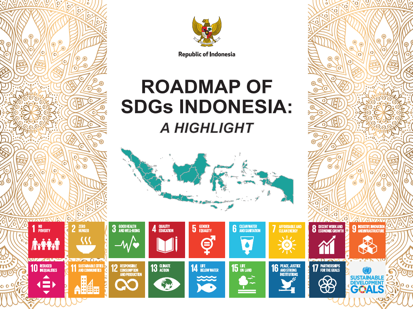 Republic of Indonesia
ROADMAP OF
SDGs INDONESIA:
A HIGHLIGHT
1 NO
POVERTY
2 ZERO
HUNGER
3 GOOD HEALTH
AND WELL-BEING
4 QUALITY
EDUCATION
5 GENDER
EQUALITY
6 CLEAN WATER
AND SANITATION
7 AFFORDABLE AND
CLEAN ENERGY
8 DECENT WORK AND
ECONOMIC GROWTH
9 INDUSTRY, INNOVATION
AND INFRASTRUCTURE
10 REDUCED
INEQUALITIES
11 SUSTAINABLE CITIES
AND COMMUNITIES
12 RESPONSIBLE
CONSUMPTION
AND PRODUCTION
13 CLIMATE
ACTION
14 LIFE
BELOW WATER
15 LIFE
ON LAND
16 PEACE, JUSTICE
AND STRONG
INSTITUTIONS
17 PARTNERSHIPS
FOR THE GOALS
SUSTAINABLE
DEVELOPMENT
GOALS